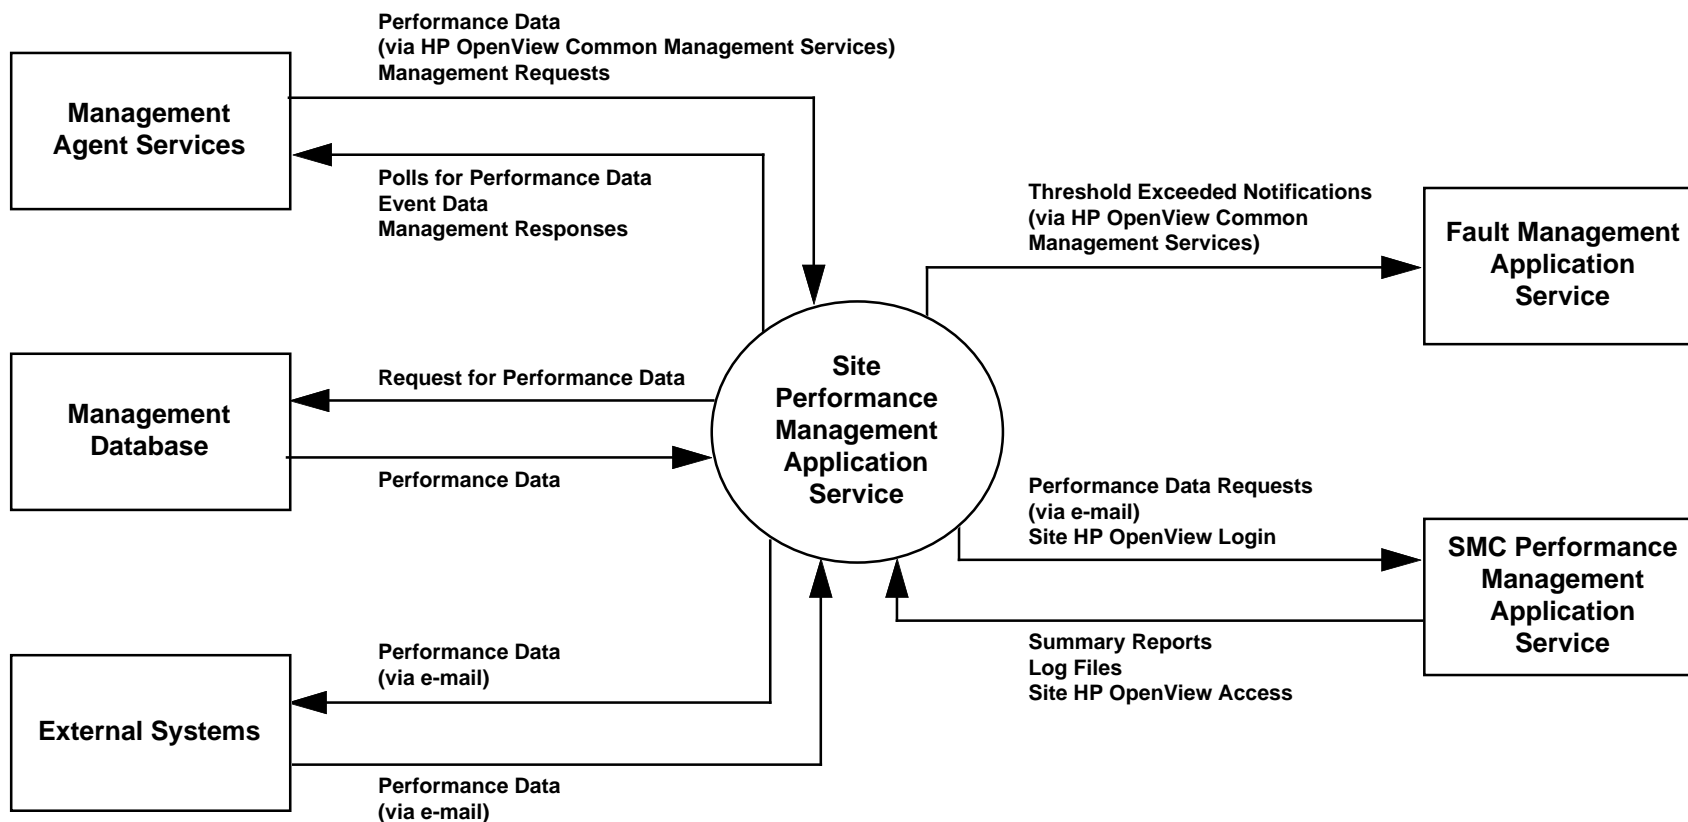 Performance Data
(via HP OpenView Common Management Services)
Management Requests
Management
Agent Services
Polls for Performance Data
Event Data
Management Responses
Threshold Exceeded Notifications
(via HP OpenView Common
Management Services)
Fault Management
Application
Service
Request for Performance Data
Management
Database
Performance Data
Site
Performance
Management
Application
Service
Performance Data Requests
(via e-mail)
Site HP OpenView Login
SMC Performance
Management
Application
Service
Summary Reports
Log Files
Site HP OpenView Access
Performance Data
(via e-mail)
External Systems
Performance Data
(via e-mail)